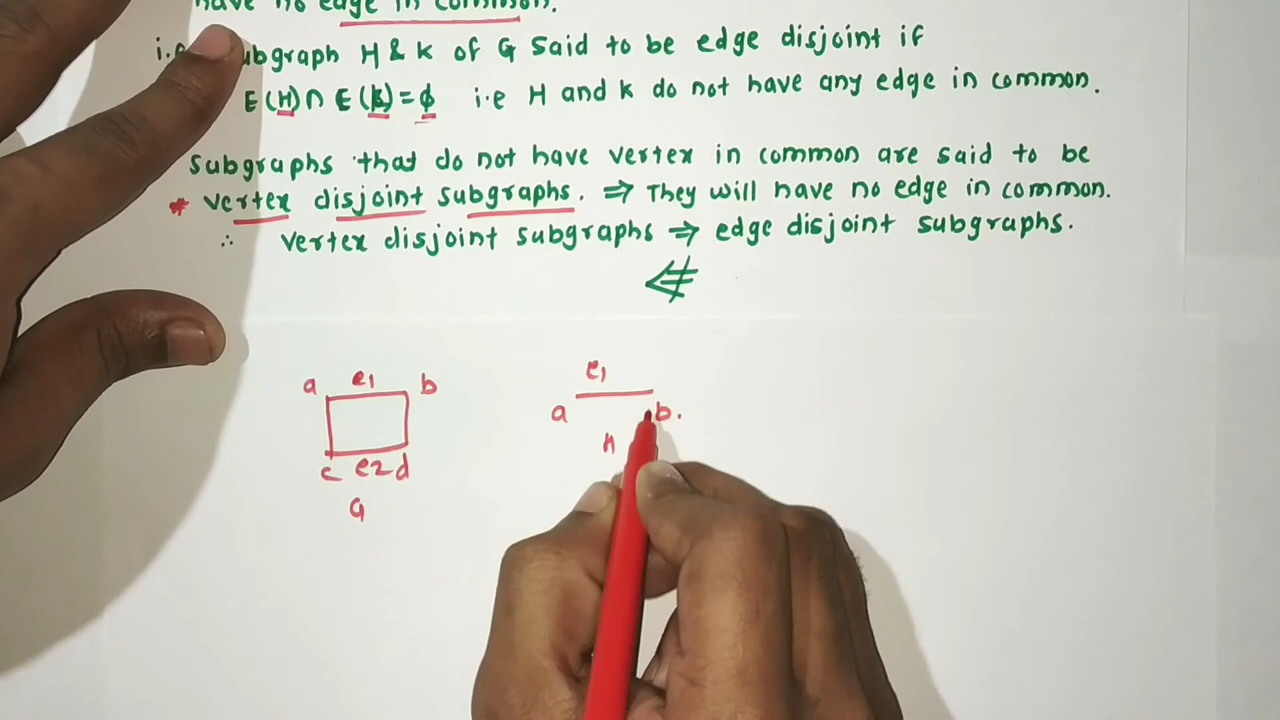 have no edge in common.
i.e subgraph H & K of G said to be edge disjoint if
E(H)∩ E(K)=ϕ i.e H and K do not have any edge in common.
Subgraphs that do not have vertex in common are said to be
* vertex disjoint subgraphs. ⇒ They will have no edge in common.
∴ vertex disjoint subgraphs ⇒ edge disjoint subgraphs.
⇍
a e1 b
c e2 d
G
e1
a b.
H